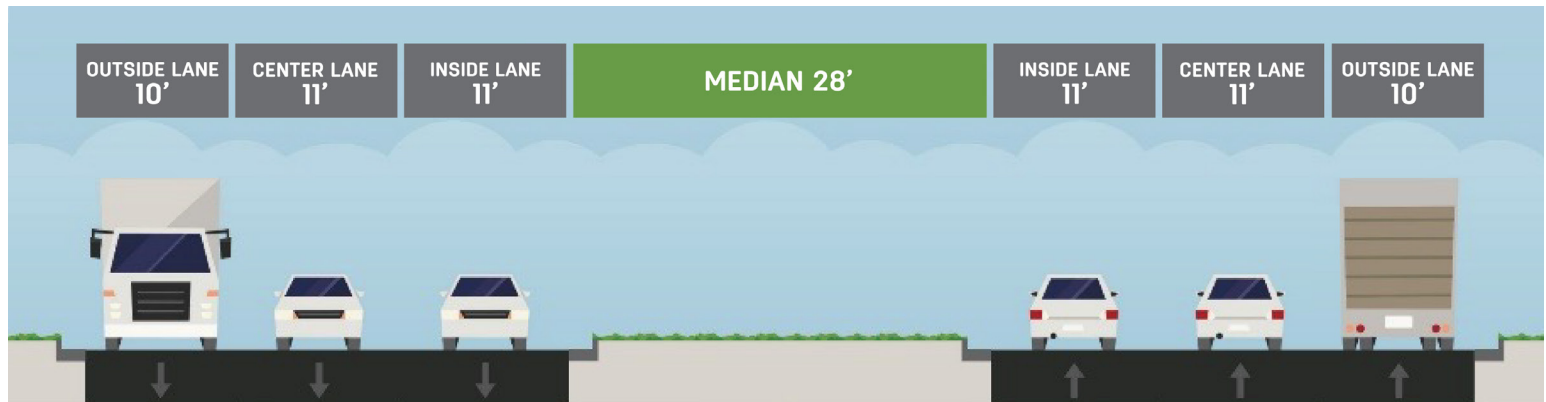 OUTSIDE LANE
10’
CENTER LANE
11’
INSIDE LANE
11’
MEDIAN 28’
INSIDE LANE
11’
CENTER LANE
11’
OUTSIDE LANE
10’